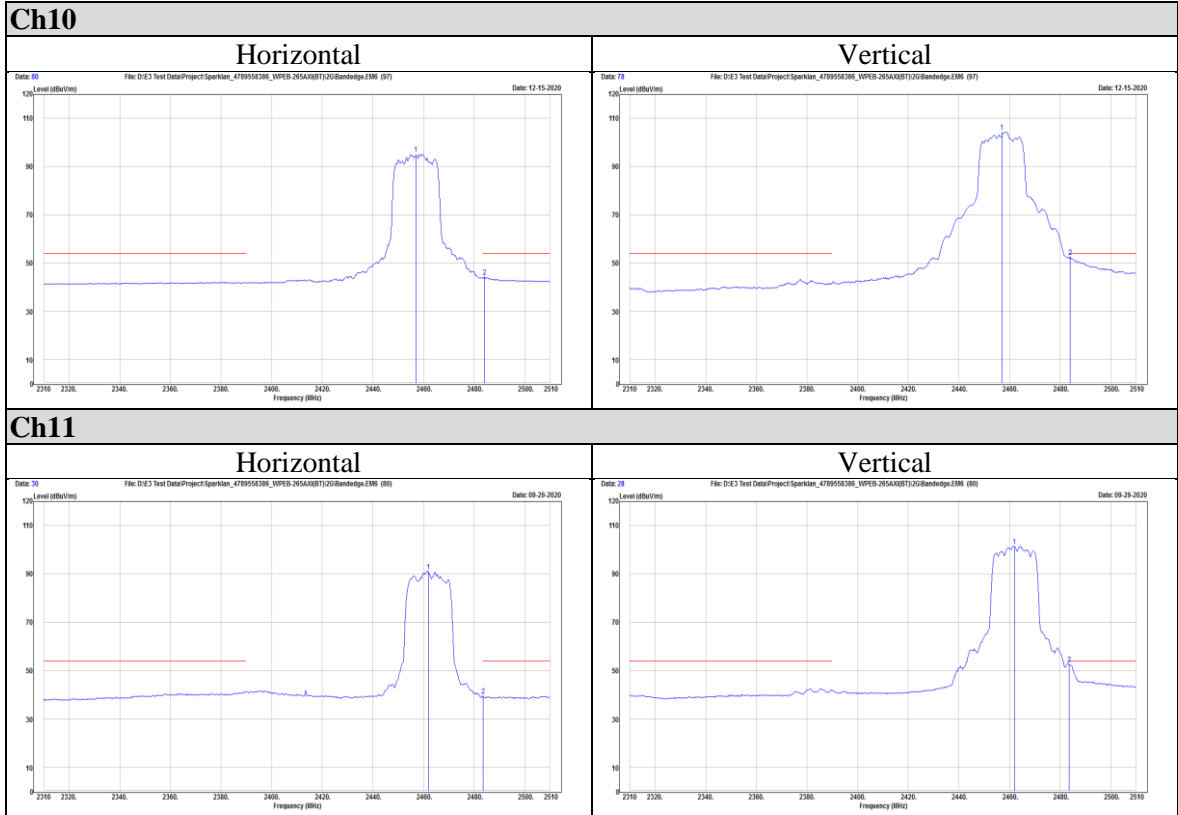 Ch10
Horizontal Vertical
Data: 80 File: D:\E3 Test Data\Project\Sparklan_4789558386_WPEB-265AXI(BT)\2G\Bandedge.EM6 (97)
120 Level (dBuV/m) Date: 12-15-2020
110
90
70
50
30
10
0
2310 2320. 2340. 2360. 2380. 2400. 2420. 2440. 2460. 2480. 2500. 2510
Frequency (MHz)
1
2
Data: 78 File: D:\E3 Test Data\Project\Sparklan_4789558386_WPEB-265AXI(BT)\2G\Bandedge.EM6 (97)
120 Level (dBuV/m) Date: 12-15-2020
110
90
70
50
30
10
0
2310 2320. 2340. 2360. 2380. 2400. 2420. 2440. 2460. 2480. 2500. 2510
Frequency (MHz)
1
2
Ch11
Horizontal Vertical
Data: 30 File: D:\E3 Test Data\Project\Sparklan_4789558386_WPEB-265AXI(BT)\2G\Bandedge.EM6 (80)
120 Level (dBuV/m) Date: 09-29-2020
110
90
70
50
30
10
0
2310 2320. 2340. 2360. 2380. 2400. 2420. 2440. 2460. 2480. 2500. 2510
Frequency (MHz)
1
2
Data: 28 File: D:\E3 Test Data\Project\Sparklan_4789558386_WPEB-265AXI(BT)\2G\Bandedge.EM6 (80)
120 Level (dBuV/m) Date: 09-29-2020
110
90
70
50
30
10
0
2310 2320. 2340. 2360. 2380. 2400. 2420. 2440. 2460. 2480. 2500. 2510
Frequency (MHz)
1
2